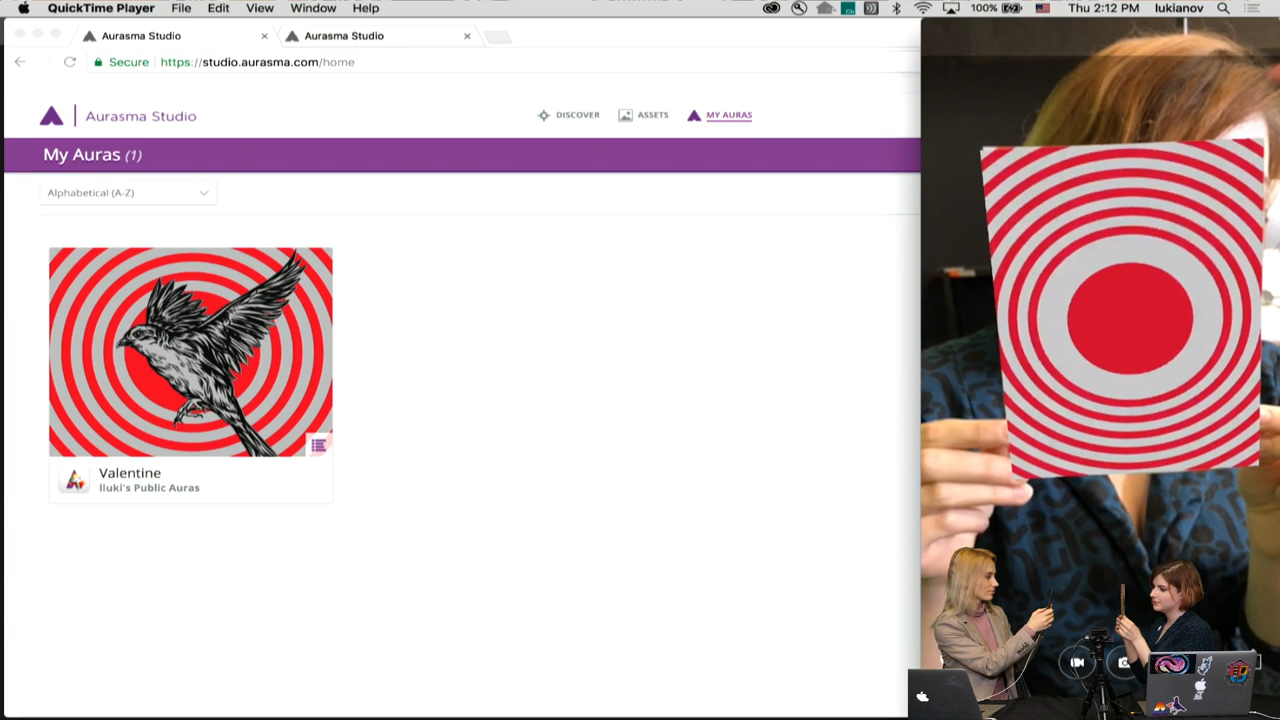 QuickTime Player File Edit View Window Help 100% Thu 2:12 PM lukianov
Aurasma Studio Aurasma Studio
Secure https://studio.aurasma.com/home
Aurasma Studio DISCOVER ASSETS MY AURAS
My Auras (1)
Alphabetical (A-Z)
Valentine
Iluki's Public Auras